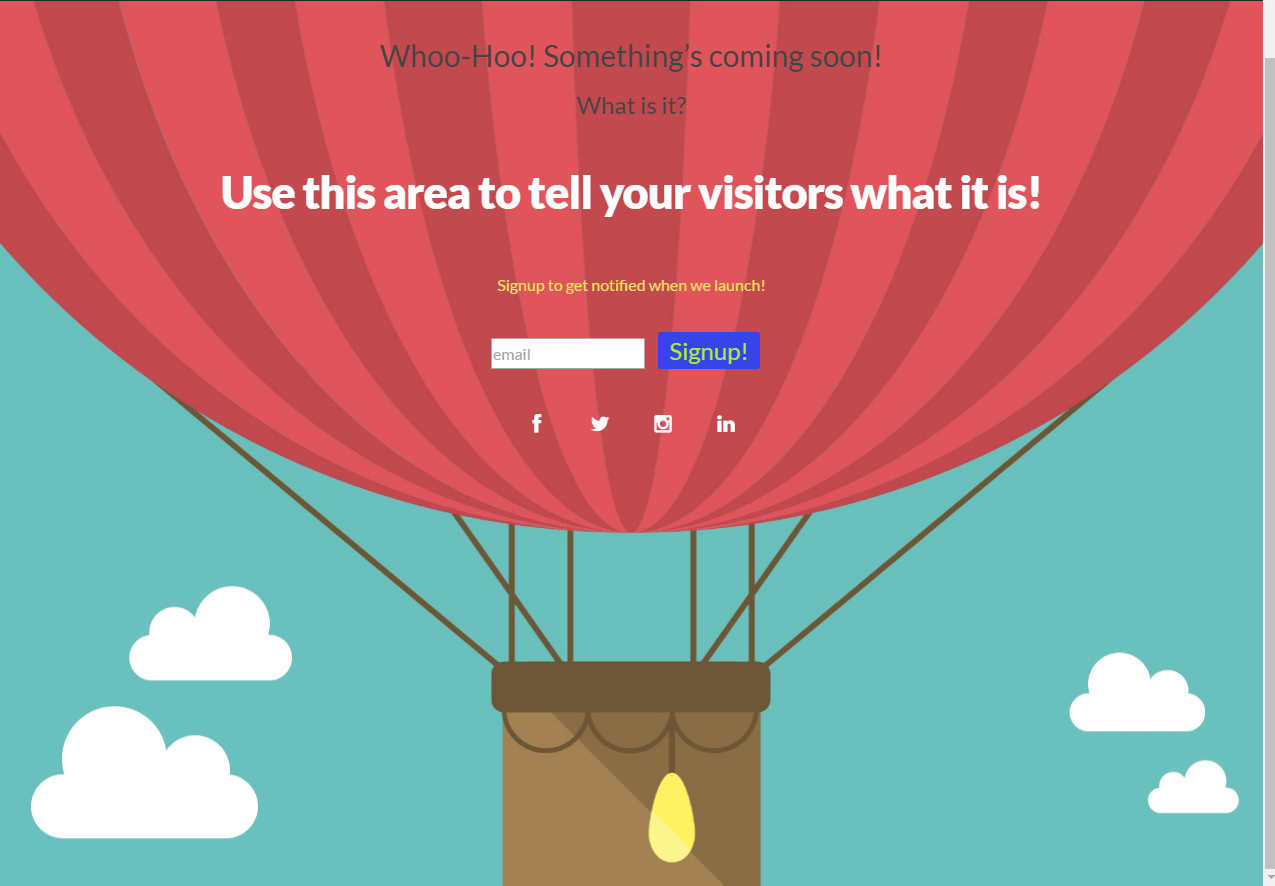 Whoo-Hoo! Something’s coming soon!
What is it?
Use this area to tell your visitors what it is!
Signup to get notified when we launch!
email Signup!